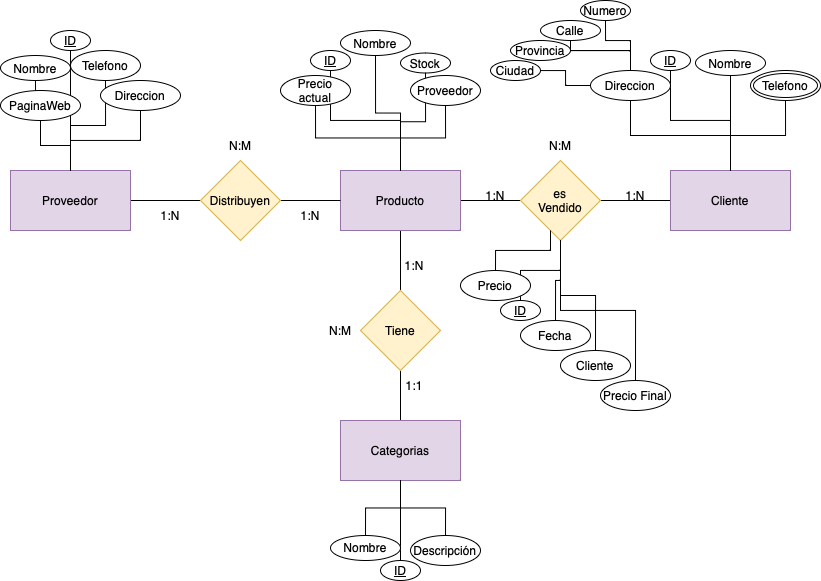 Numero
Calle
ID
Nombre
Provincia
Nombre
Telefono
ID
Stock
ID
Nombre
Ciudad
PaginaWeb
Direccion
Precio
actual
Proveedor
Direccion
Telefono
N:M
N:M
Proveedor
Distribuyen
Producto
es
Vendido
Cliente
1:N
1:N
1:N
1:N
1:N
Precio
ID
N:M
Tiene
Fecha
Cliente
1:1
Precio Final
Categorias
Nombre
Descripción
ID